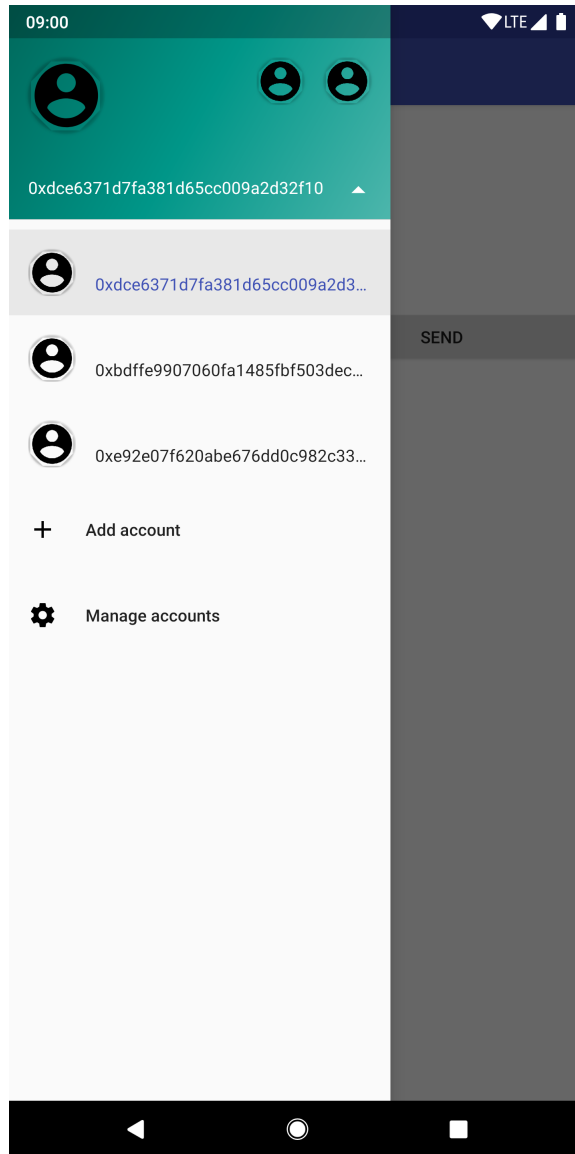 09:00 LTE
0xdce6371d7fa381d65cc009a2d32f10
0xdce6371d7fa381d65cc009a2d3…
SEND
0xbdffe9907060fa1485fbf503dec…
0xe92e07f620abe676dd0c982c33…
Add account
Manage accounts